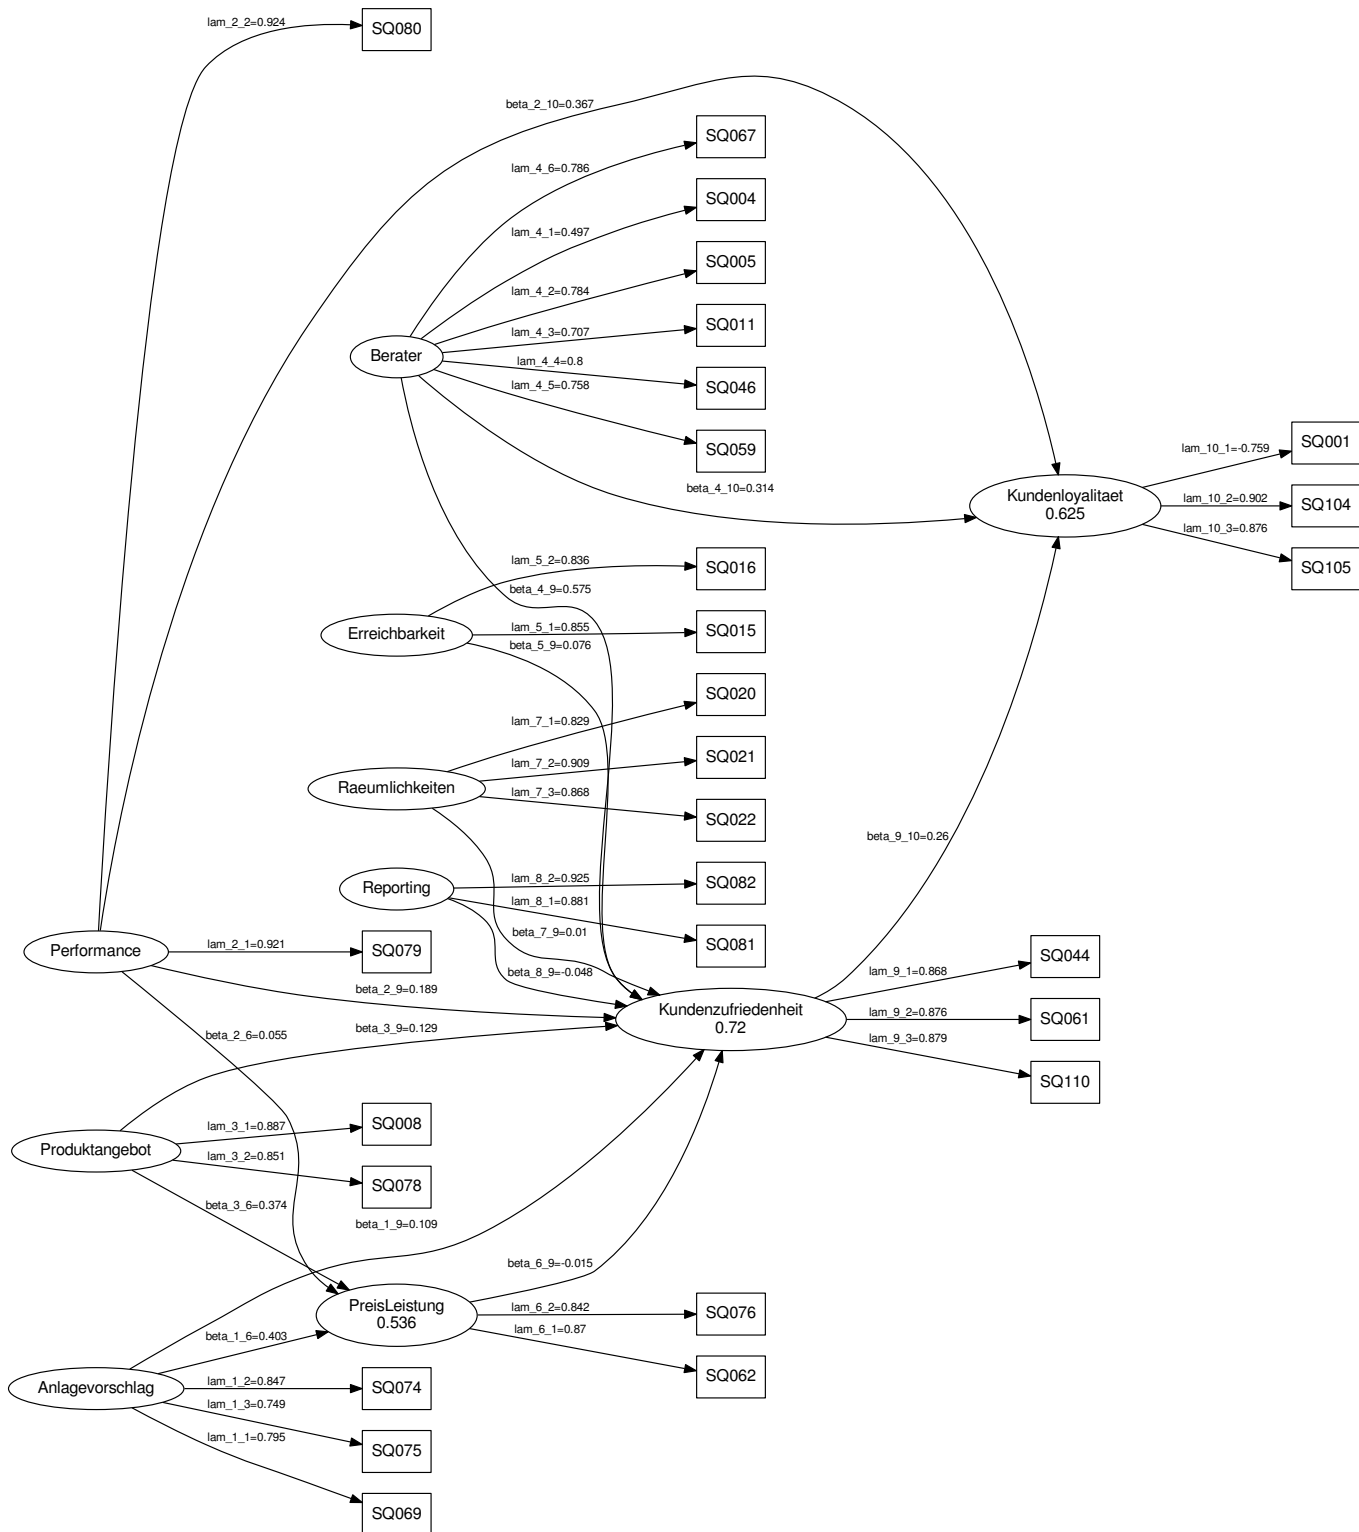 lam_2_2=0.924
SQ080
beta_2_10=0.367
SQ067
lam_4_6=0.786
SQ004
lam_4_1=0.497
SQ005
lam_4_2=0.784
SQ011
lam_4_3=0.707
Berater
lam_4_4=0.8
SQ046
lam_4_5=0.758
SQ059
beta_4_10=0.314
lam_10_1=-0.759
SQ001
Kundenloyalitaet
0.625
lam_10_2=0.902
SQ104
lam_10_3=0.876
SQ105
lam_5_2=0.836
SQ016
beta_4_9=0.575
Erreichbarkeit
lam_5_1=0.855
SQ015
beta_5_9=0.076
SQ020
lam_7_1=0.829
lam_7_2=0.909
SQ021
Raeumlichkeiten
lam_7_3=0.868
SQ022
beta_9_10=0.26
Reporting
lam_8_2=0.925
SQ082
lam_8_1=0.881
SQ081
beta_7_9=0.01
Performance
lam_2_1=0.921
SQ079
beta_8_9=-0.048
beta_2_9=0.189
Kundenzufriedenheit
0.72
lam_9_1=0.868
SQ044
lam_9_2=0.876
SQ061
lam_9_3=0.879
SQ110
beta_2_6=0.055
beta_3_9=0.129
Produktangebot
lam_3_1=0.887
SQ008
lam_3_2=0.851
SQ078
beta_3_6=0.374
beta_1_9=0.109
beta_6_9=-0.015
PreisLeistung
0.536
lam_6_2=0.842
SQ076
lam_6_1=0.87
SQ062
beta_1_6=0.403
Anlagevorschlag
lam_1_2=0.847
SQ074
lam_1_3=0.749
SQ075
lam_1_1=0.795
SQ069